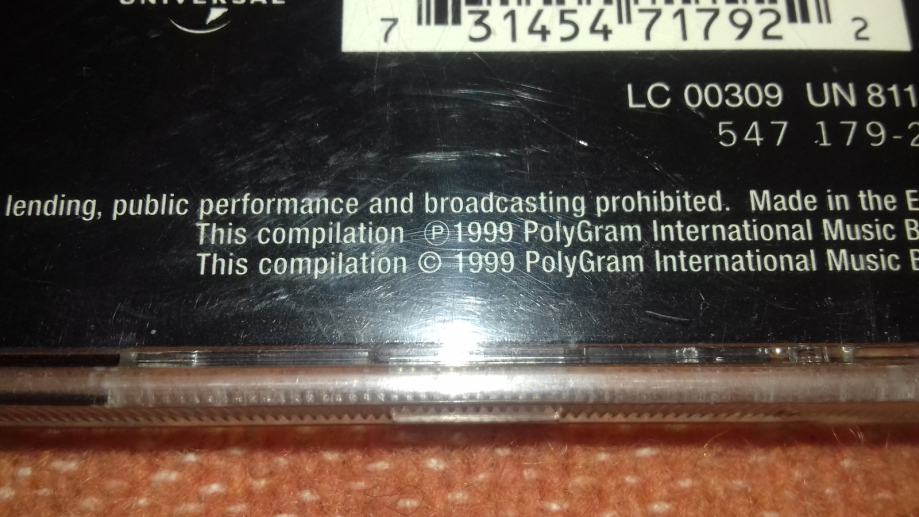 UNIVERSAL
7 31454 71792 2
LC 00309 UN 811
547 179-2
lending, public performance and broadcasting prohibited. Made in the E
This compilation Ⓟ 1999 PolyGram International Music B
This compilation © 1999 PolyGram International Music B